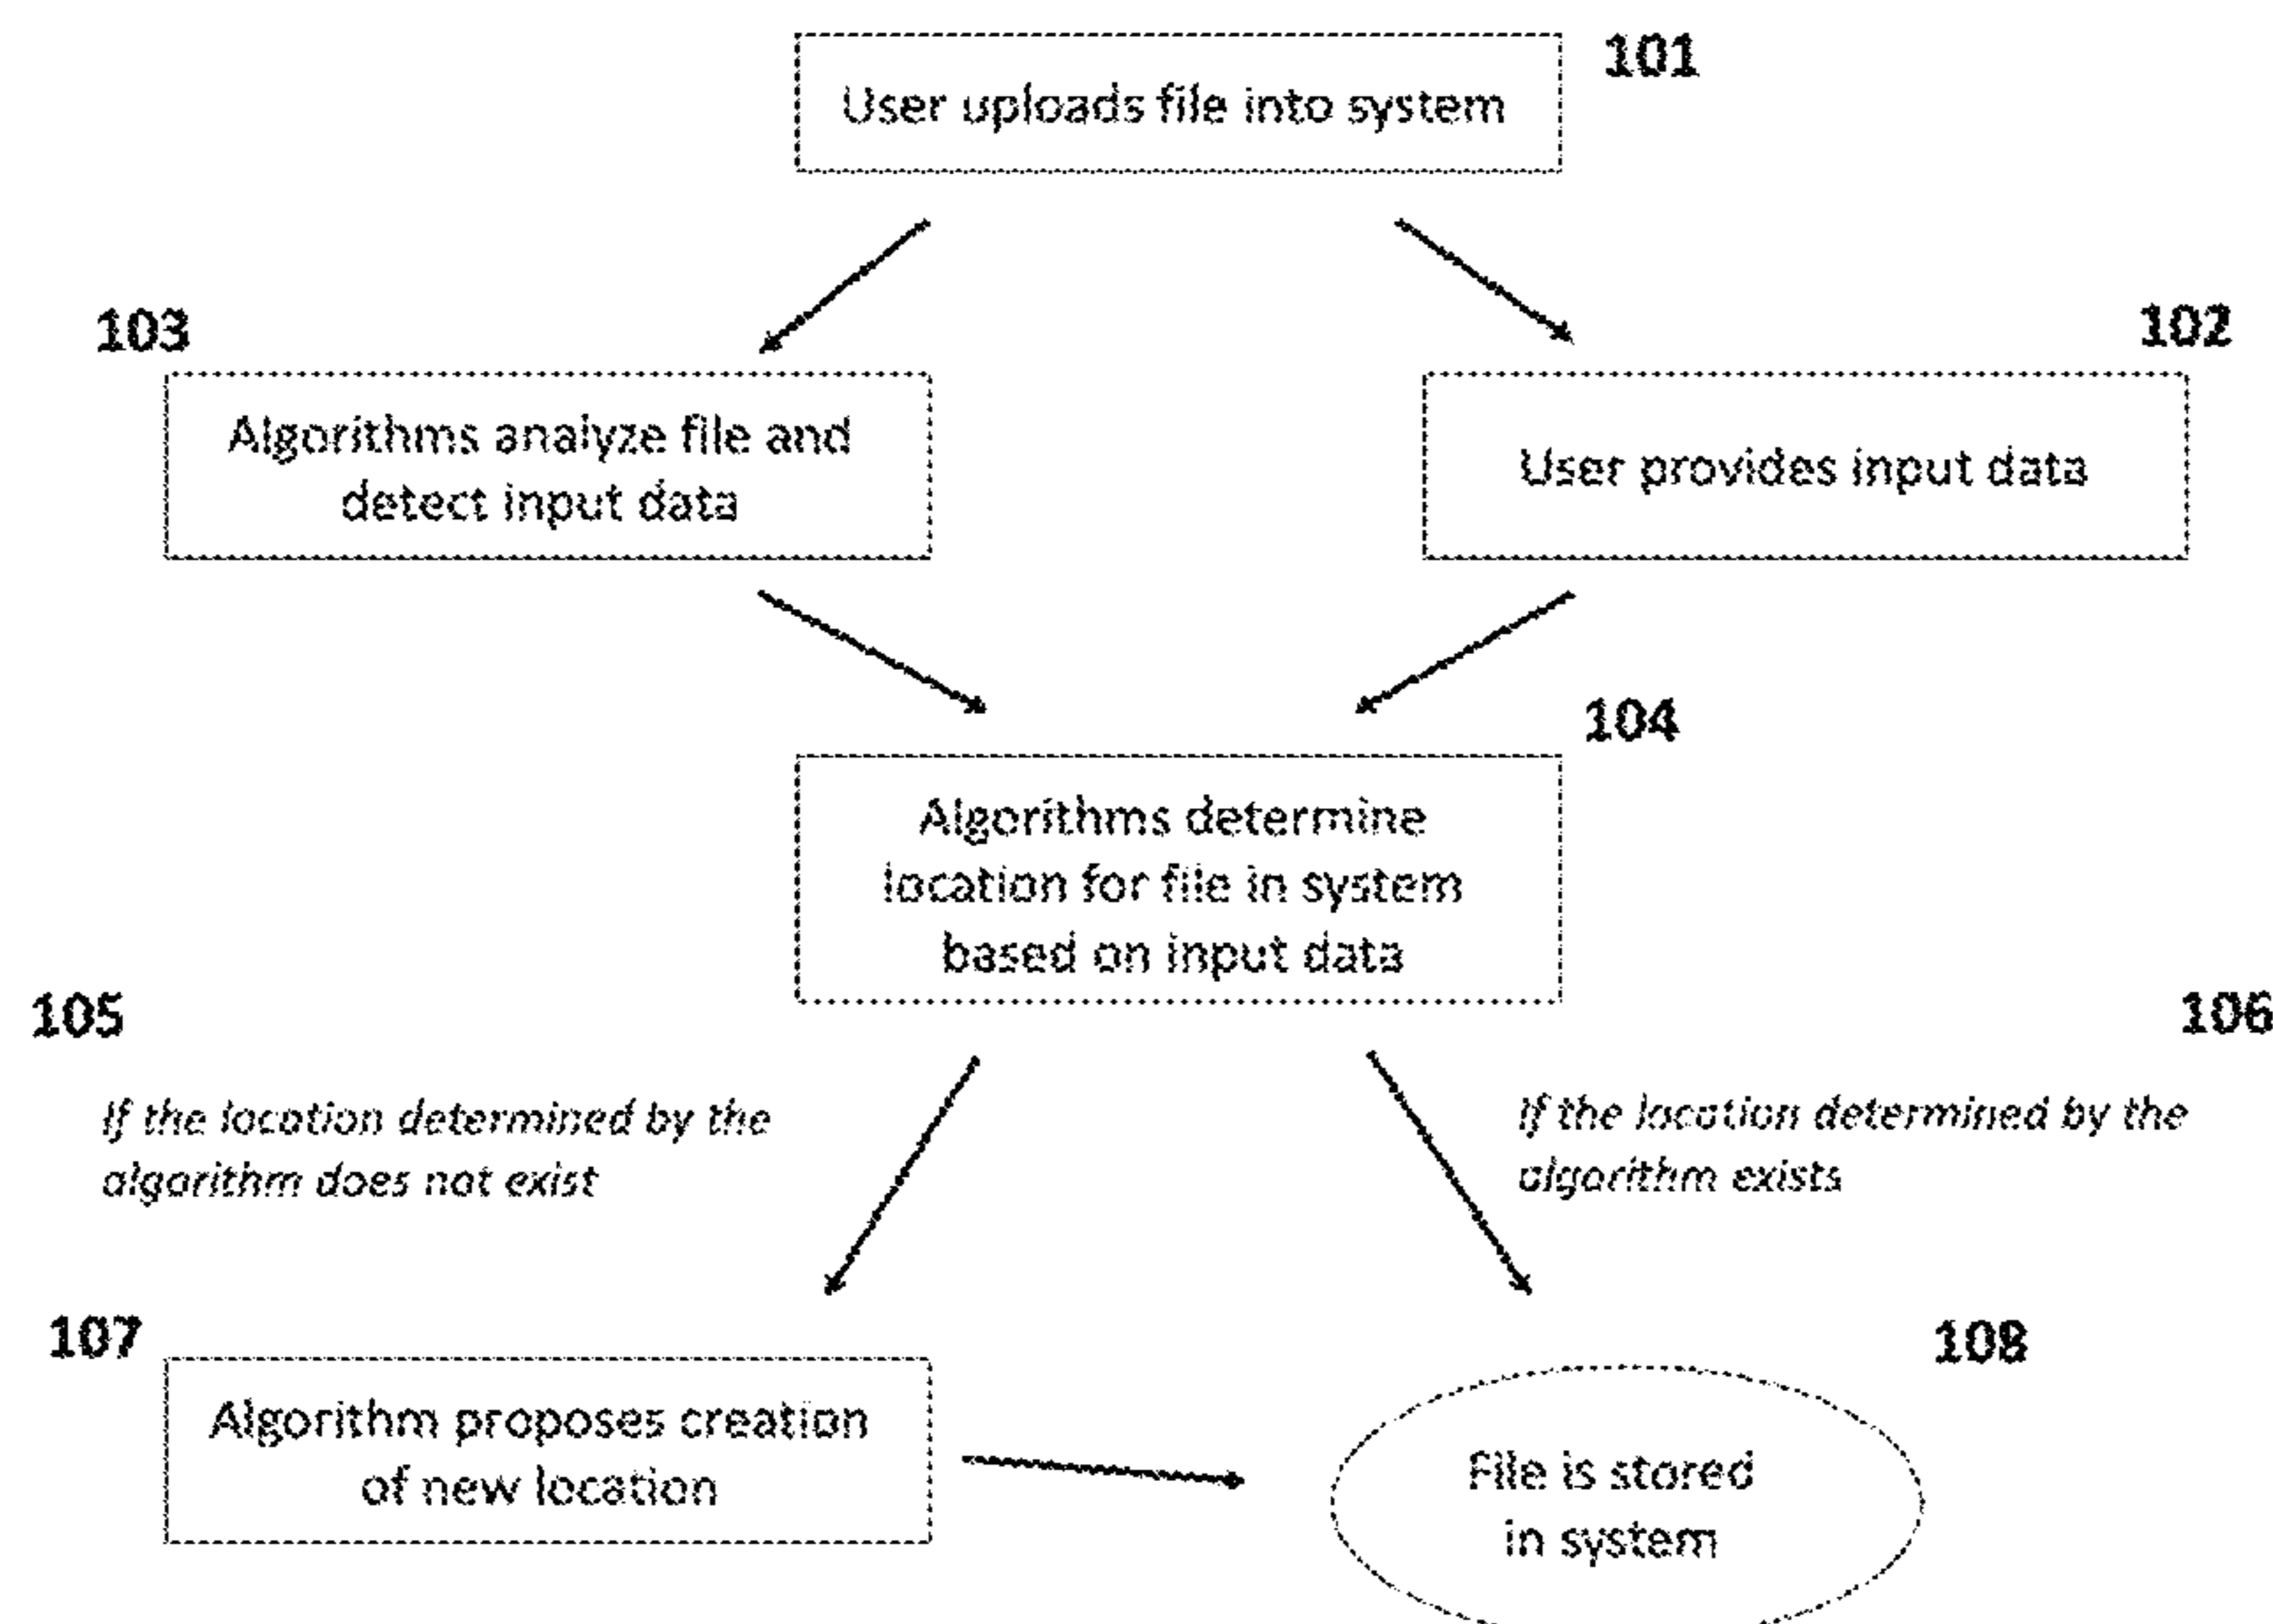 101
User uploads file into system
103
102
Algorithms analyze file and
detect input data
User provides input data
104
Algorithms determine
location for file in system
based on input data
105
106
If the location determined by the
algorithm does not exist
If the location determined by the
algorithm exists
107
108
Algorithm proposes creation
of new location
File is stored
in system